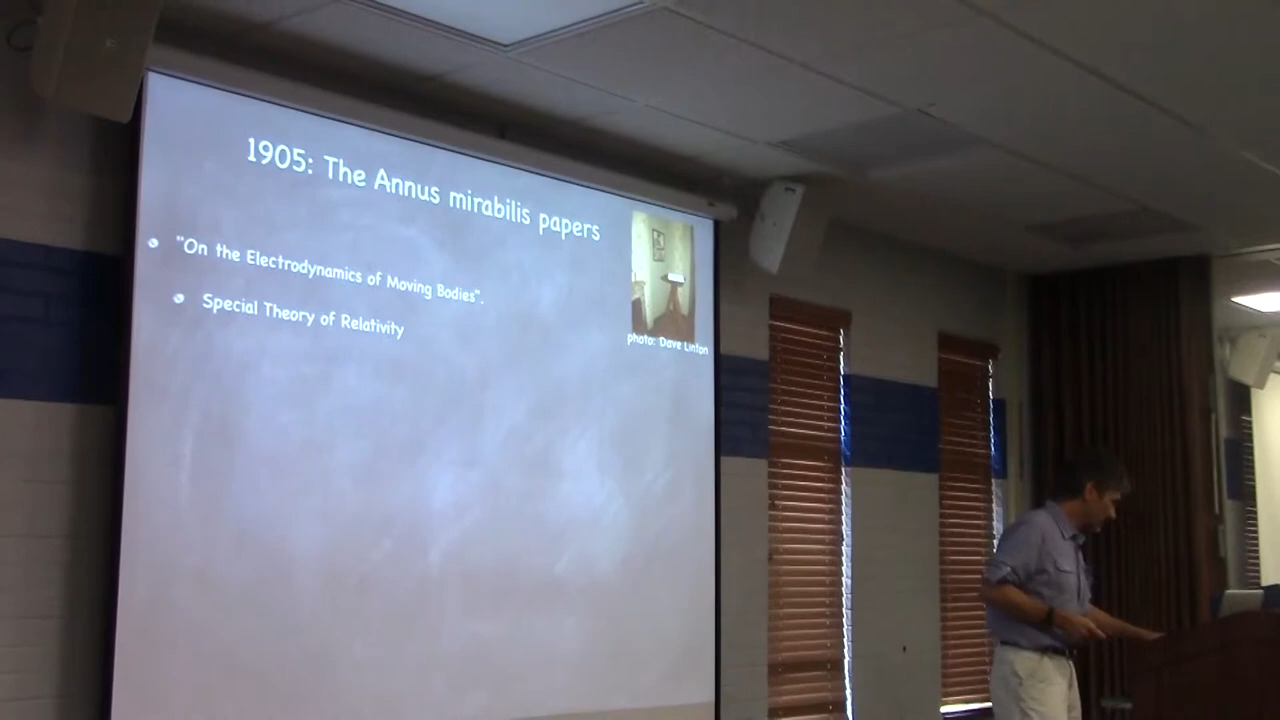 1905: The Annus mirabilis papers
"On the Electrodynamics of Moving Bodies".
Special Theory of Relativity
photo: Dave Linton